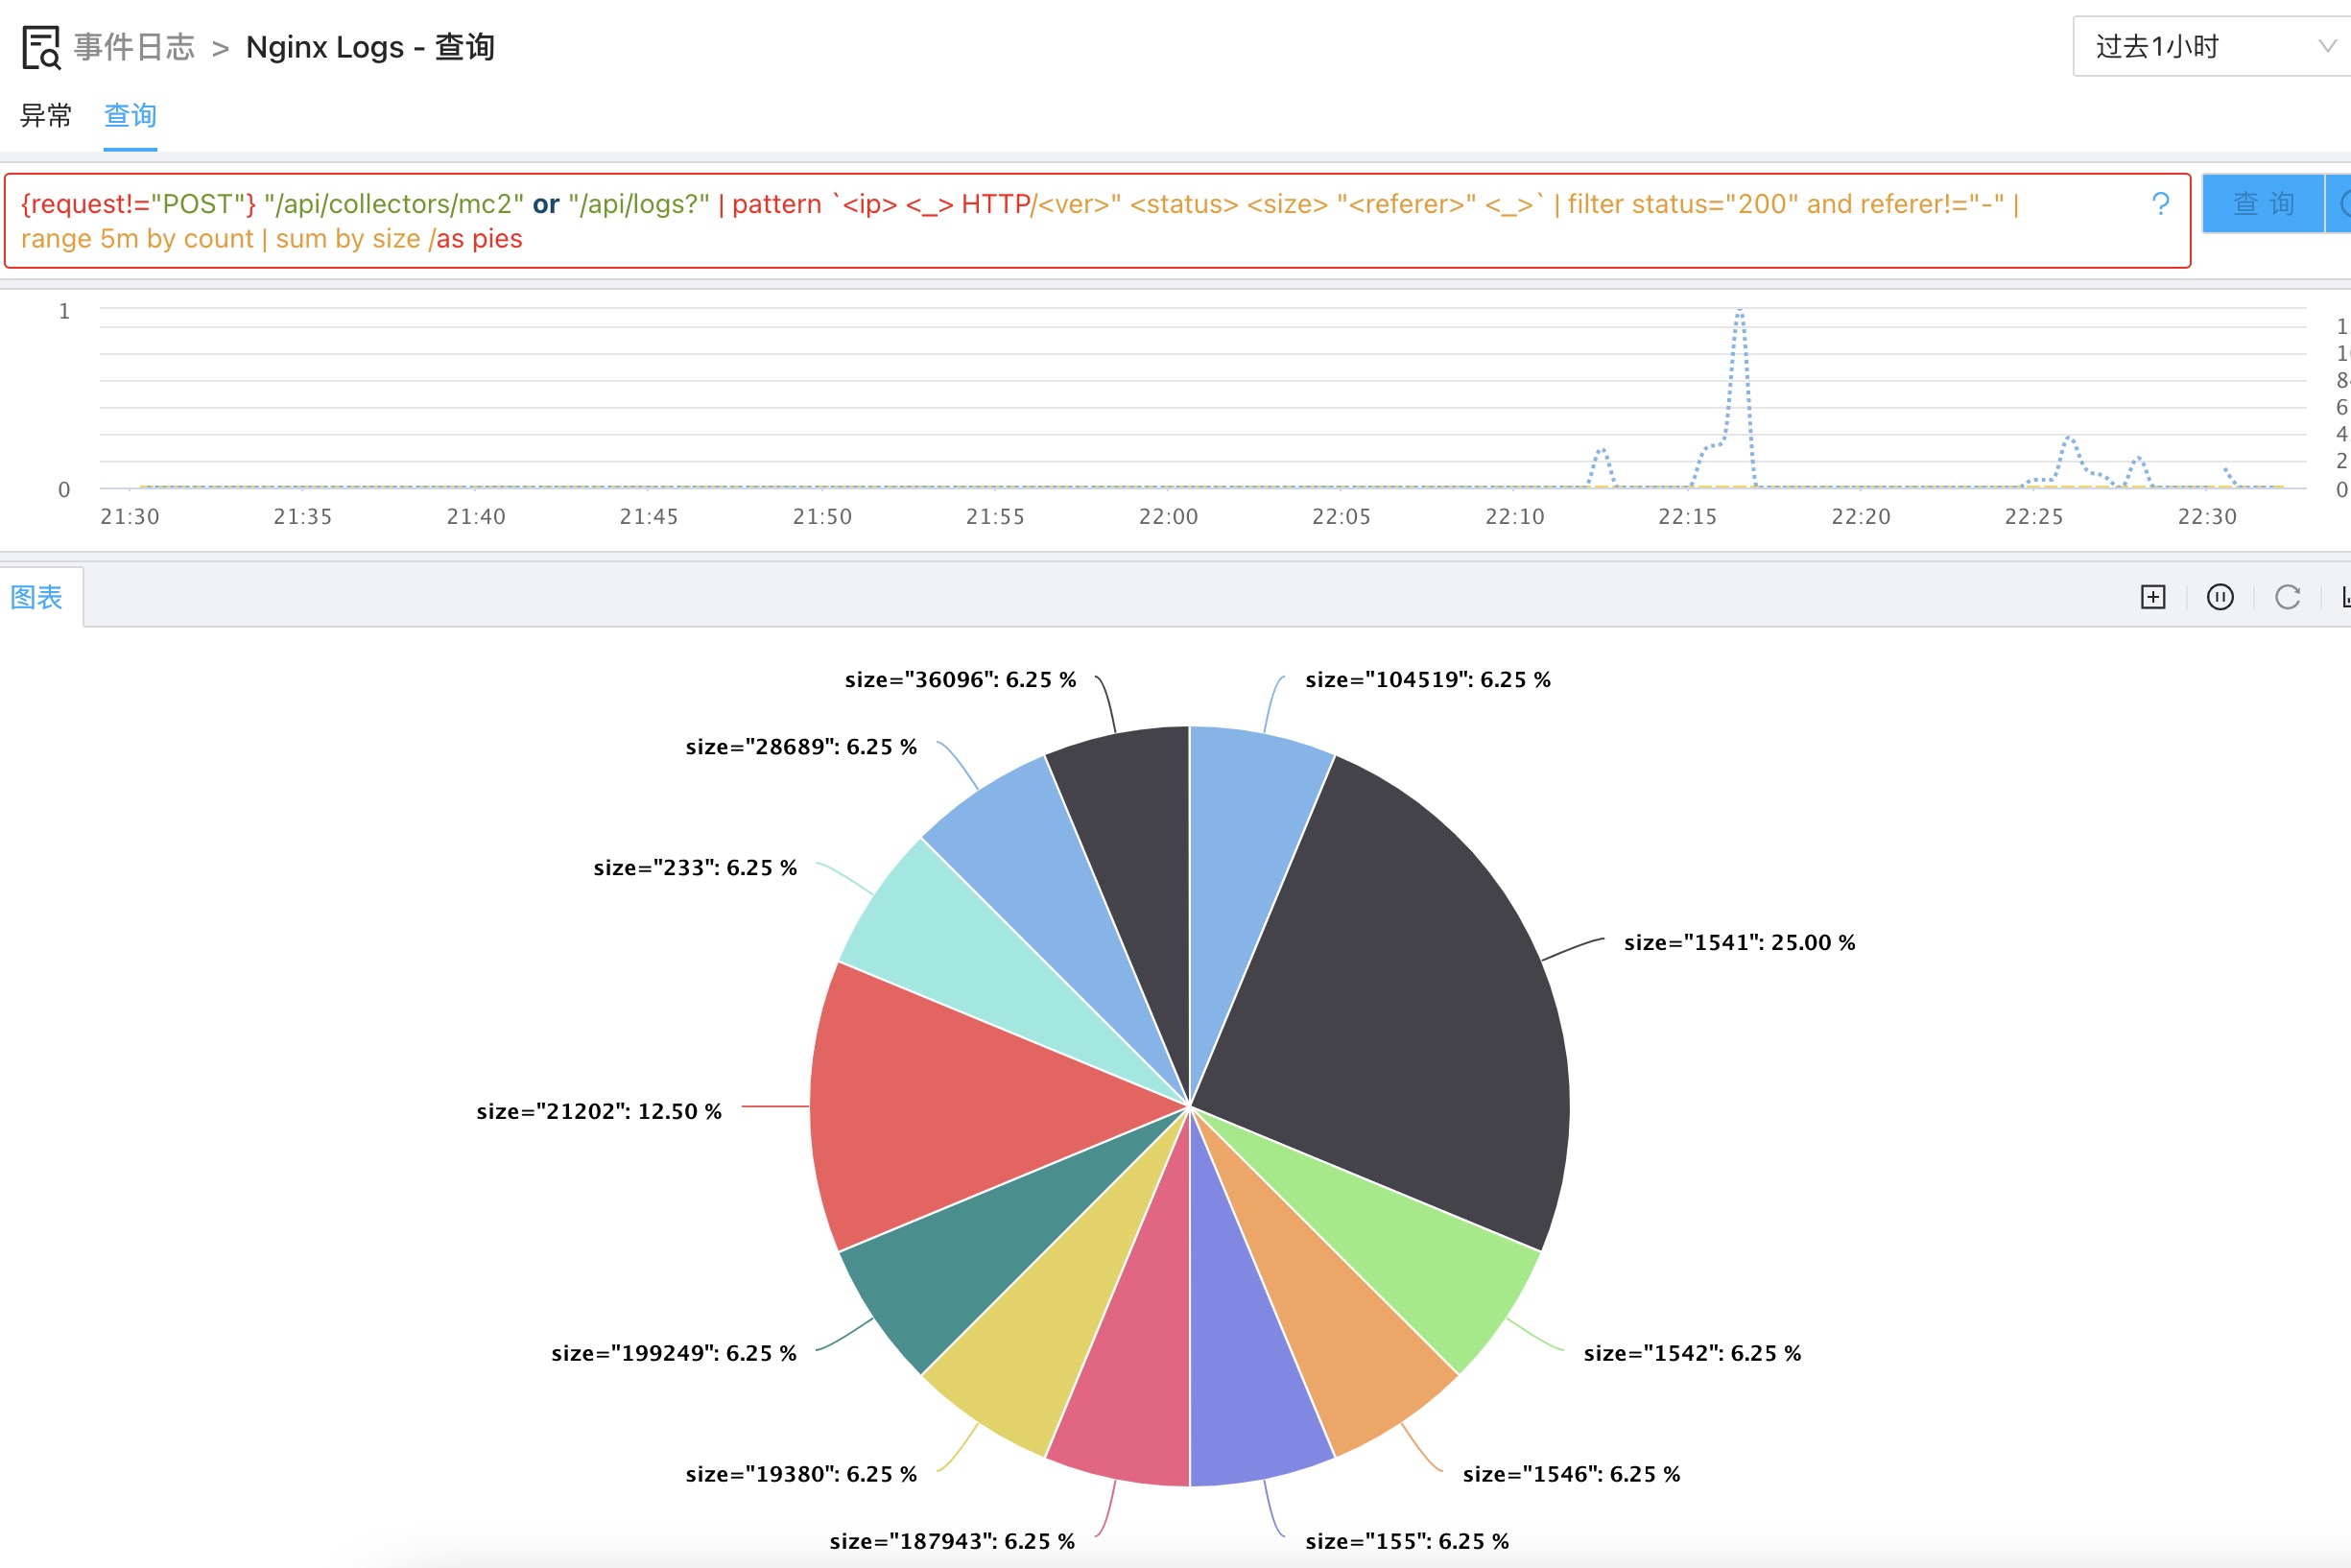 事件日志 > Nginx Logs - 查询
过去1小时
异常 查询
{request!="POST"} "/api/collectors/mc2" or "/api/logs?" | pattern `<ip> <_> HTTP/<ver>" <status> <size> "<referer>" <_>` | filter status="200" and referer!="-" |
range 5m by count | sum by size /as pies
?
查 询
1
0
8
6
4
2
0
21:30 21:35 21:40 21:45 21:50 21:55 22:00 22:05 22:10 22:15 22:20 22:25 22:30
图表
size="36096": 6.25 %
size="104519": 6.25 %
size="28689": 6.25 %
size="233": 6.25 %
size="1541": 25.00 %
size="21202": 12.50 %
size="199249": 6.25 %
size="1542": 6.25 %
size="19380": 6.25 %
size="1546": 6.25 %
size="187943": 6.25 %
size="155": 6.25 %